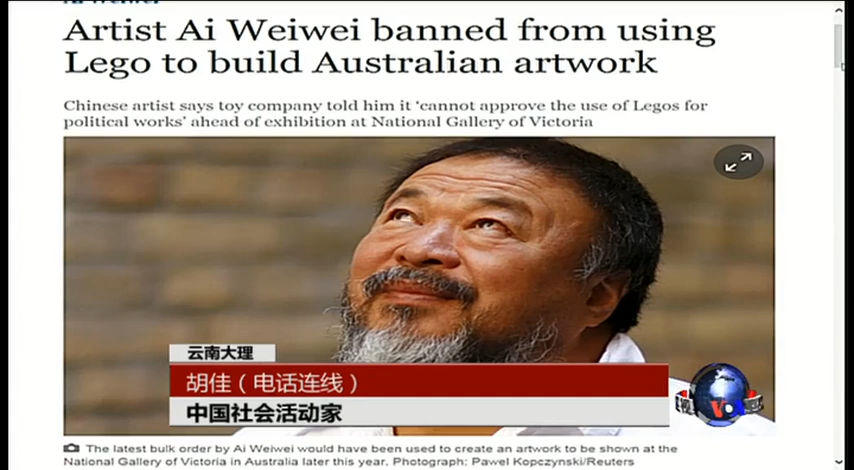 Artist Ai Weiwei banned from using
Lego to build Australian artwork
Chinese artist says toy company told him it ‘cannot approve the use of Legos for
political works’ ahead of exhibition at National Gallery of Victoria
云南大理
胡佳（电话连线）
中国社会活动家
VOA
The latest bulk order by Ai Weiwei would have been used to create an artwork to be shown at the
National Gallery of Victoria in Australia later this year. Photograph: Pawel Kopczynski/Reuters